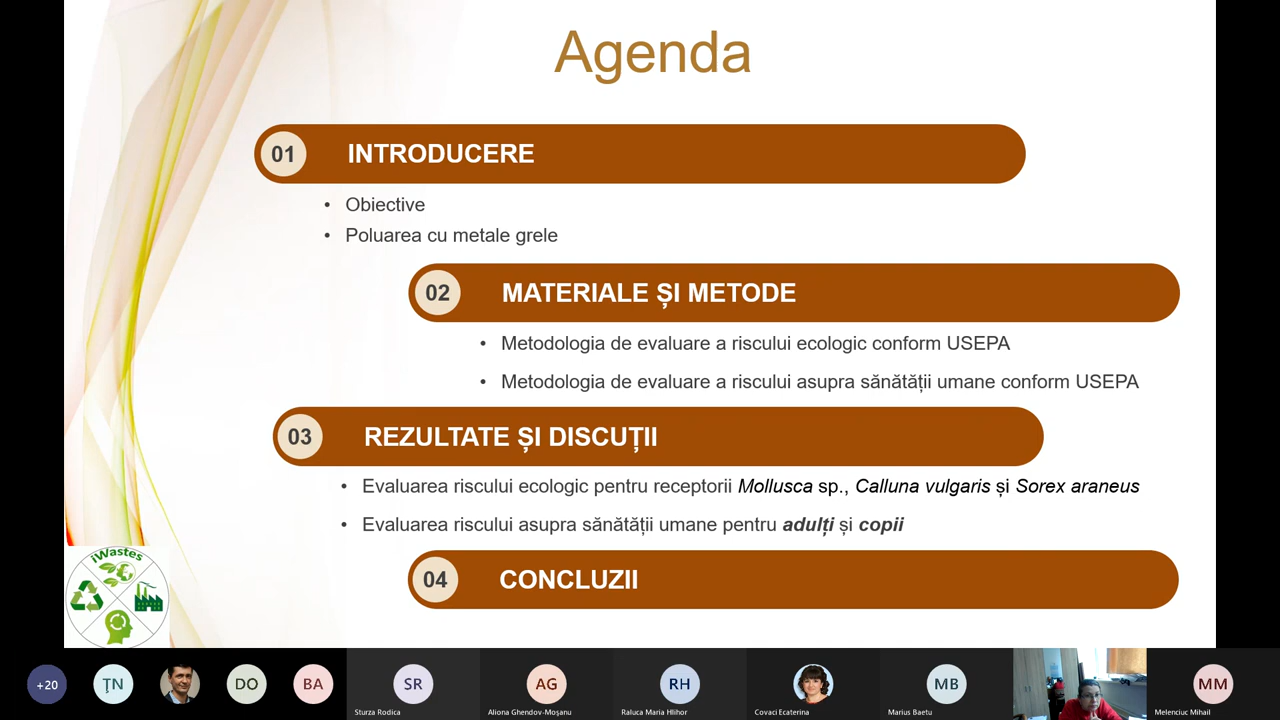 Agenda
01 INTRODUCERE
• Obiective
• Poluarea cu metale grele
02 MATERIALE ȘI METODE
• Metodologia de evaluare a riscului ecologic conform USEPA
• Metodologia de evaluare a riscului asupra sănătății umane conform USEPA
03 REZULTATE ȘI DISCUȚII
• Evaluarea riscului ecologic pentru receptorii Mollusca sp., Calluna vulgaris și Sorex araneus
• Evaluarea riscului asupra sănătății umane pentru adulți și copii
04 CONCLUZII
iWastes
+20 ŢN DO BA SR AG RH MB MM
Sturza Rodica Aliona Ghendov-Moșanu Raluca Maria Hlihor Covaci Ecaterina Marius Baetu Melenciuc Mihail